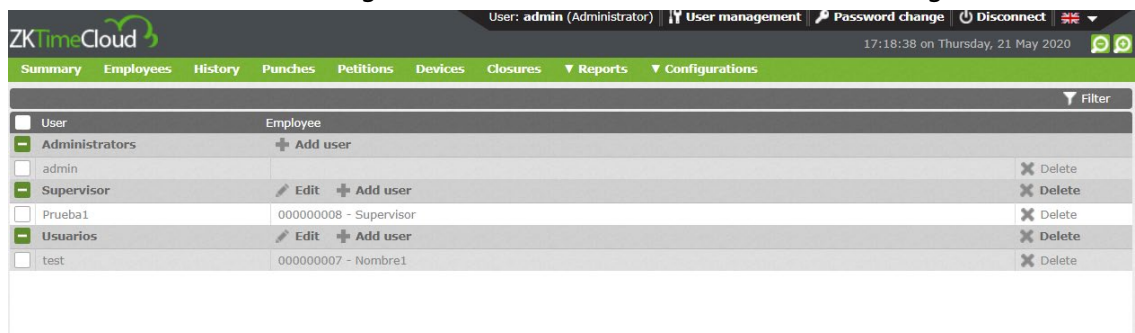 User: admin (Administrator) User management Password change Disconnect
ZKTimeCloud
17:18:38 on Thursday, 21 May 2020
Summary Employees History Punches Petitions Devices Closures Reports Configurations
Filter
User Employee
Administrators Add user
admin Delete
Supervisor Edit Add user Delete
Prueba1 000000008 - Supervisor Delete
Usuarios Edit Add user Delete
test 000000007 - Nombre1 Delete